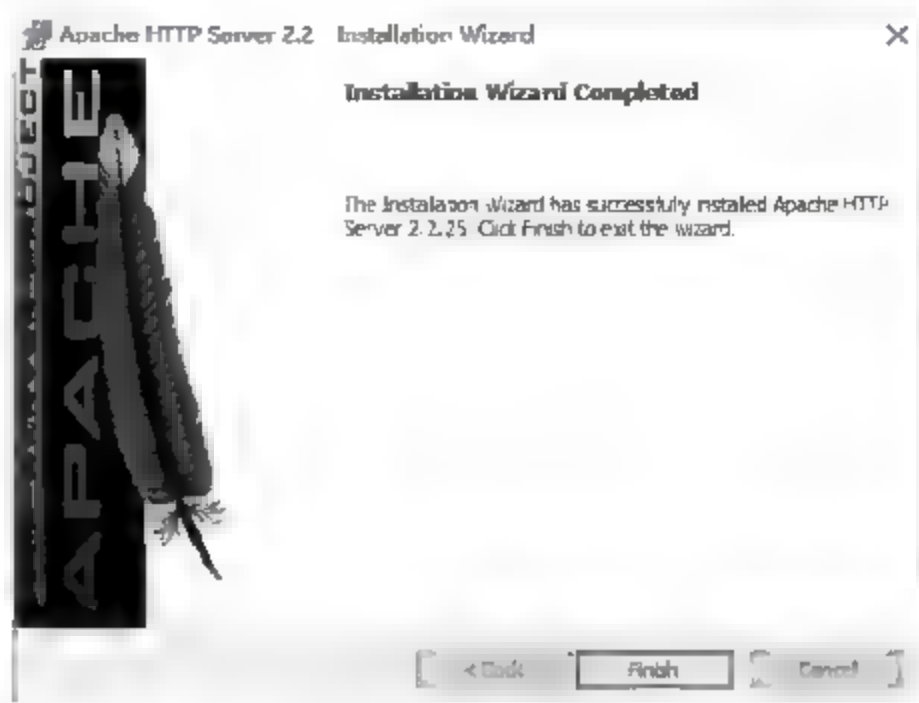 Apache HTTP Server 2.2 Installation Wizard
Installation Wizard Completed
The Installation Wizard has successfully installed Apache HTTP
Server 2.2.25. Click Finish to exit the wizard.
PROJECT
APACHE
< Back
Finish
Cancel